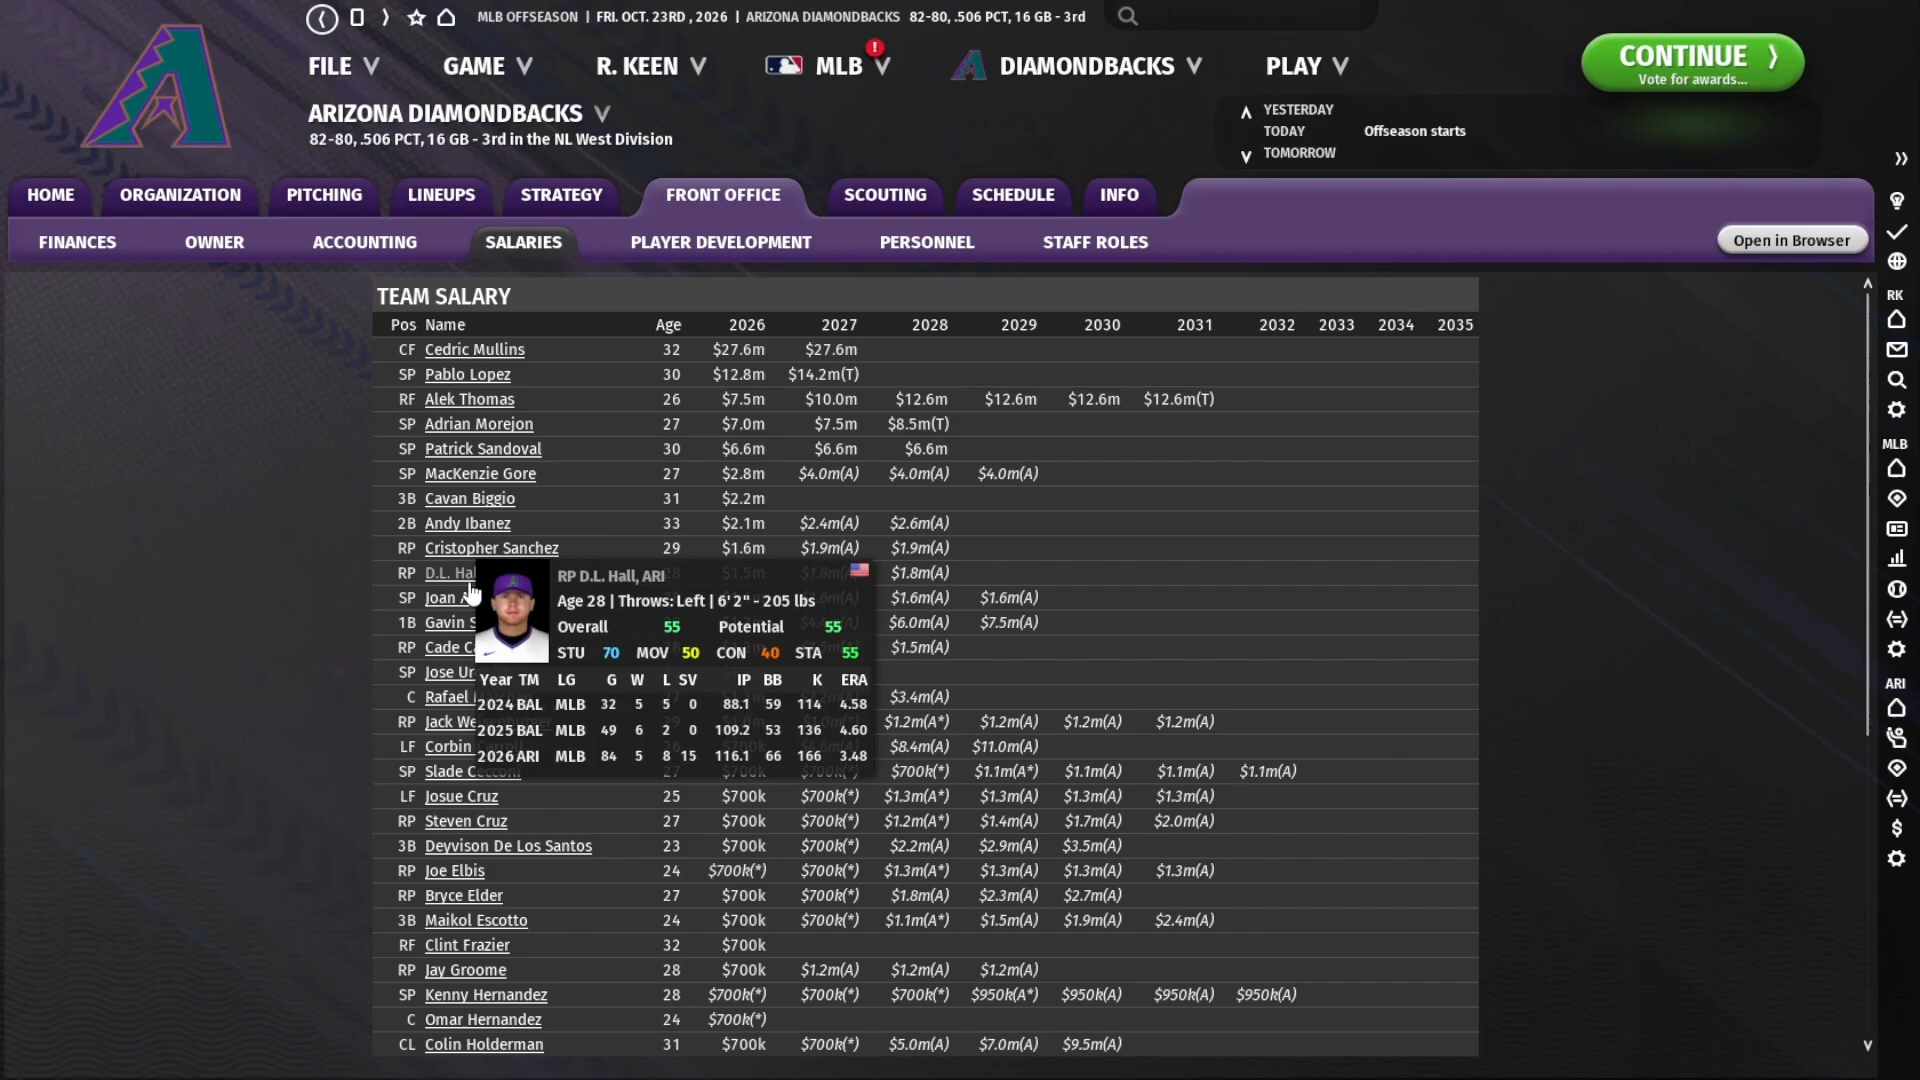 MLB OFFSEASON | FRI. OCT. 23RD , 2026 | ARIZONA DIAMONDBACKS 82-80, .506 PCT, 16 GB - 3rd
FILE GAME R. KEEN MLB ! DIAMONDBACKS PLAY
CONTINUE
Vote for awards...
ARIZONA DIAMONDBACKS
82-80, .506 PCT, 16 GB - 3rd in the NL West Division
YESTERDAY
TODAY Offseason starts
TOMORROW
HOME ORGANIZATION PITCHING LINEUPS STRATEGY FRONT OFFICE SCOUTING SCHEDULE INFO
FINANCES OWNER ACCOUNTING SALARIES PLAYER DEVELOPMENT PERSONNEL STAFF ROLES Open in Browser
RK
MLB
ARI
TEAM SALARY
Pos Name Age 2026 2027 2028 2029 2030 2031 2032 2033 2034 2035
CF Cedric Mullins 32 $27.6m $27.6m
SP Pablo Lopez 30 $12.8m $14.2m(T)
RF Alek Thomas 26 $7.5m $10.0m $12.6m $12.6m $12.6m $12.6m(T)
SP Adrian Morejon 27 $7.0m $7.5m $8.5m(T)
SP Patrick Sandoval 30 $6.6m $6.6m $6.6m
SP MacKenzie Gore 27 $2.8m $4.0m(A) $4.0m(A) $4.0m(A)
3B Cavan Biggio 31 $2.2m
2B Andy Ibanez 33 $2.1m $2.4m(A) $2.6m(A)
RP Cristopher Sanchez 29 $1.6m $1.9m(A) $1.9m(A)
RP D.L. Ha $1.5m $1.8m(A) $1.8m(A)
SP Joan $1.6m(A) $1.6m(A)
1B Gavin S $6.0m(A) $7.5m(A)
RP Cade C $1.5m(A)
SP Jose Ur
C Rafael $3.4m(A)
RP Jack We $1.2m(A*) $1.2m(A) $1.2m(A) $1.2m(A)
LF Corbin $8.4m(A) $11.0m(A)
SP Slade Cecconi 27 $700k $700k(*) $700k(*) $1.1m(A*) $1.1m(A) $1.1m(A) $1.1m(A)
RP D.L. Hall, ARI
Age 28 | Throws: Left | 6' 2" - 205 lbs
Overall 55 Potential 55
STU 70 MOV 50 CON 40 STA 55
Year TM LG G W L SV IP BB K ERA
2024 BAL MLB 32 5 5 0 88.1 59 114 4.58
2025 BAL MLB 49 6 2 0 109.2 53 136 4.60
2026 ARI MLB 84 5 8 15 116.1 66 166 3.48
LF Josue Cruz 25 $700k $700k(*) $1.3m(A*) $1.3m(A) $1.3m(A) $1.3m(A)
RP Steven Cruz 27 $700k $700k(*) $1.2m(A*) $1.4m(A) $1.7m(A) $2.0m(A)
3B Deyvison De Los Santos 23 $700k $700k(*) $2.2m(A) $2.9m(A) $3.5m(A)
RP Joe Elbis 24 $700k(*) $700k(*) $1.3m(A*) $1.3m(A) $1.3m(A) $1.3m(A)
RP Bryce Elder 27 $700k $700k(*) $1.8m(A) $2.3m(A) $2.7m(A)
3B Maikol Escotto 24 $700k $700k(*) $1.1m(A*) $1.5m(A) $1.9m(A) $2.4m(A)
RF Clint Frazier 32 $700k
RP Jay Groome 28 $700k $1.2m(A) $1.2m(A) $1.2m(A)
SP Kenny Hernandez 28 $700k(*) $700k(*) $700k(*) $950k(A*) $950k(A) $950k(A) $950k(A)
C Omar Hernandez 24 $700k(*)
CL Colin Holderman 31 $700k $700k(*) $5.0m(A) $7.0m(A) $9.5m(A)